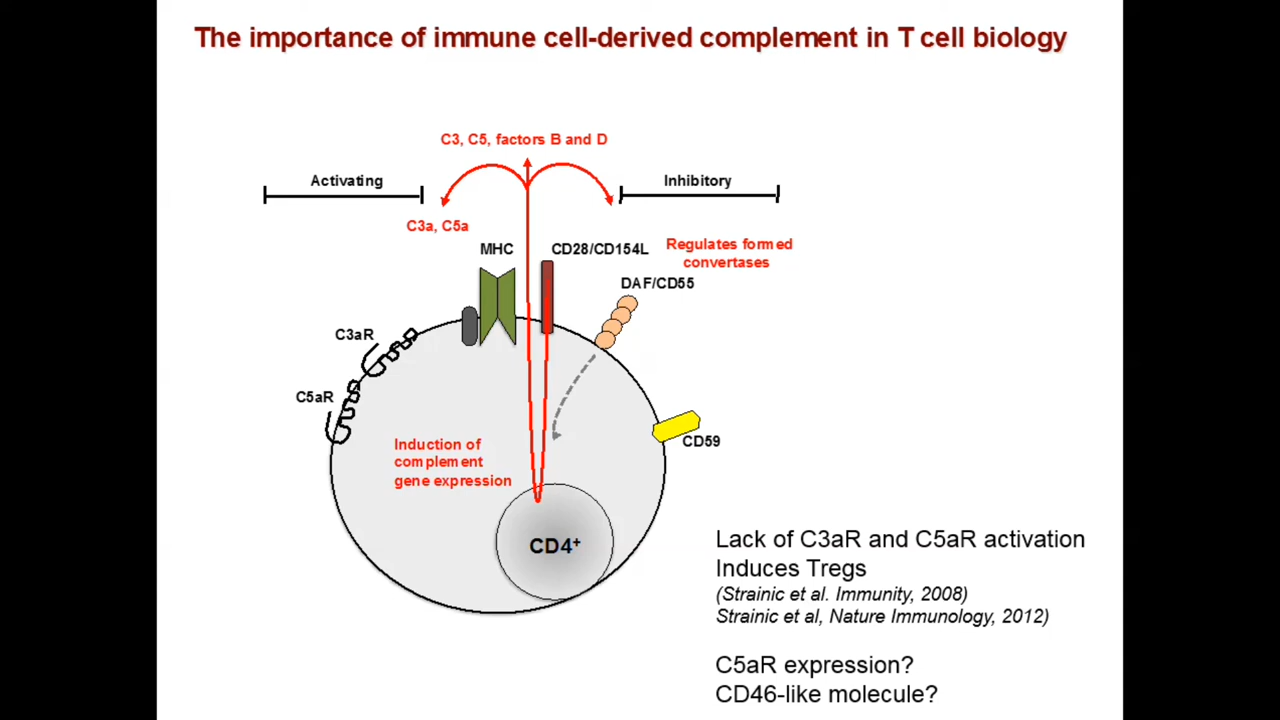 The importance of immune cell-derived complement in T cell biology
C3, C5, factors B and D
Activating
Inhibitory
C3a, C5a
MHC
CD28/CD154L
Regulates formed
convertases
DAF/CD55
C3aR
C5aR
CD59
Induction of
complement
gene expression
CD4+
Lack of C3aR and C5aR activation
Induces Tregs
(Strainic et al. Immunity, 2008)
Strainic et al, Nature Immunology, 2012)
C5aR expression?
CD46-like molecule?